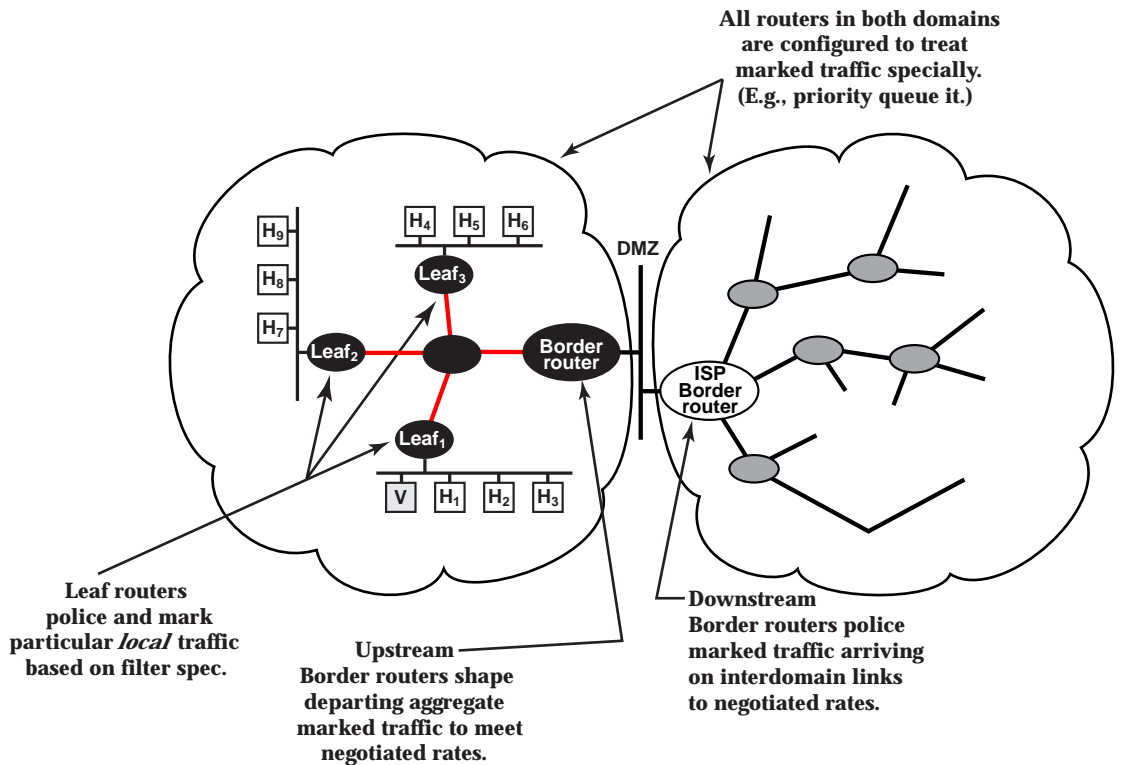 All routers in both domains
are configured to treat
marked traffic specially.
(E.g., priority queue it.)
H4 H5 H6
H9
DMZ
Leaf3
H8
H7
Leaf2
Border
router
ISP
Border
router
Leaf1
V H1 H2 H3
Leaf routers
police and mark
particular local traffic
based on filter spec.
Upstream
Border routers shape
departing aggregate
marked traffic to meet
negotiated rates.
Downstream
Border routers police
marked traffic arriving
on interdomain links
to negotiated rates.